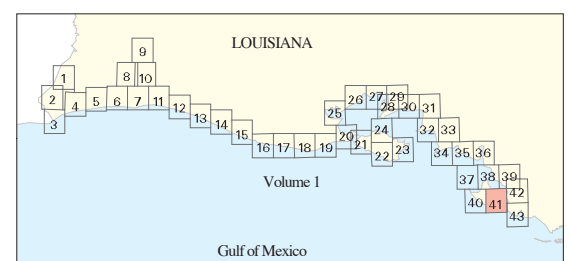 9
LOUISIANA
1 8 10
2 4 5 6 7 11 12 13 14 15
3
26 27 28 29 30 31
25 20 21 24 22 23 32 33
16 17 18 19
34 35 36
37 38 39
40 41 42
43
Volume 1
Gulf of Mexico